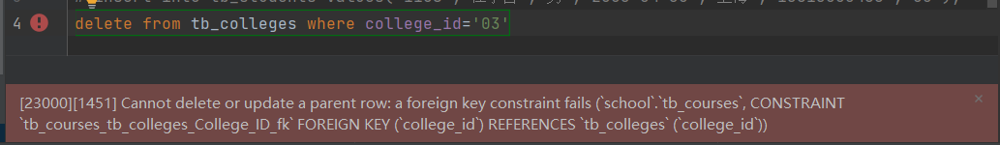 4 delete from tb_colleges where college_id='03'
[23000][1451] Cannot delete or update a parent row: a foreign key constraint fails (`school`.`tb_courses`, CONSTRAINT
`tb_courses_tb_colleges_College_ID_fk` FOREIGN KEY (`college_id`) REFERENCES `tb_colleges` (`college_id`))